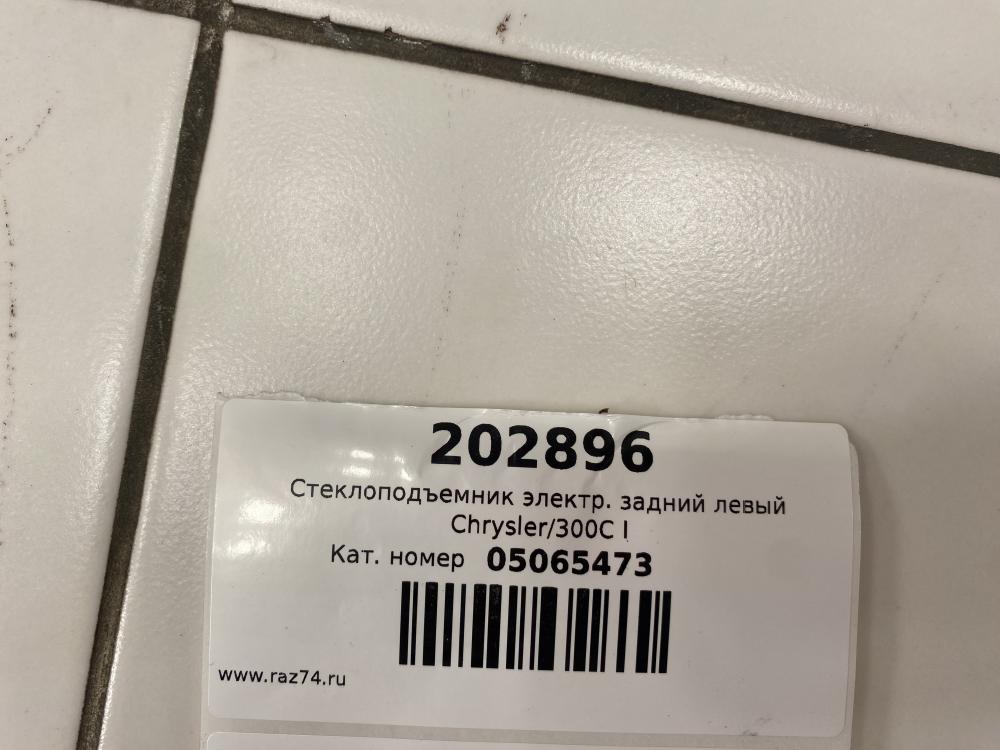 202896
Стеклоподъемник электр. задний левый
Chrysler/300C I
Кат. номер 05065473
www.raz74.ru